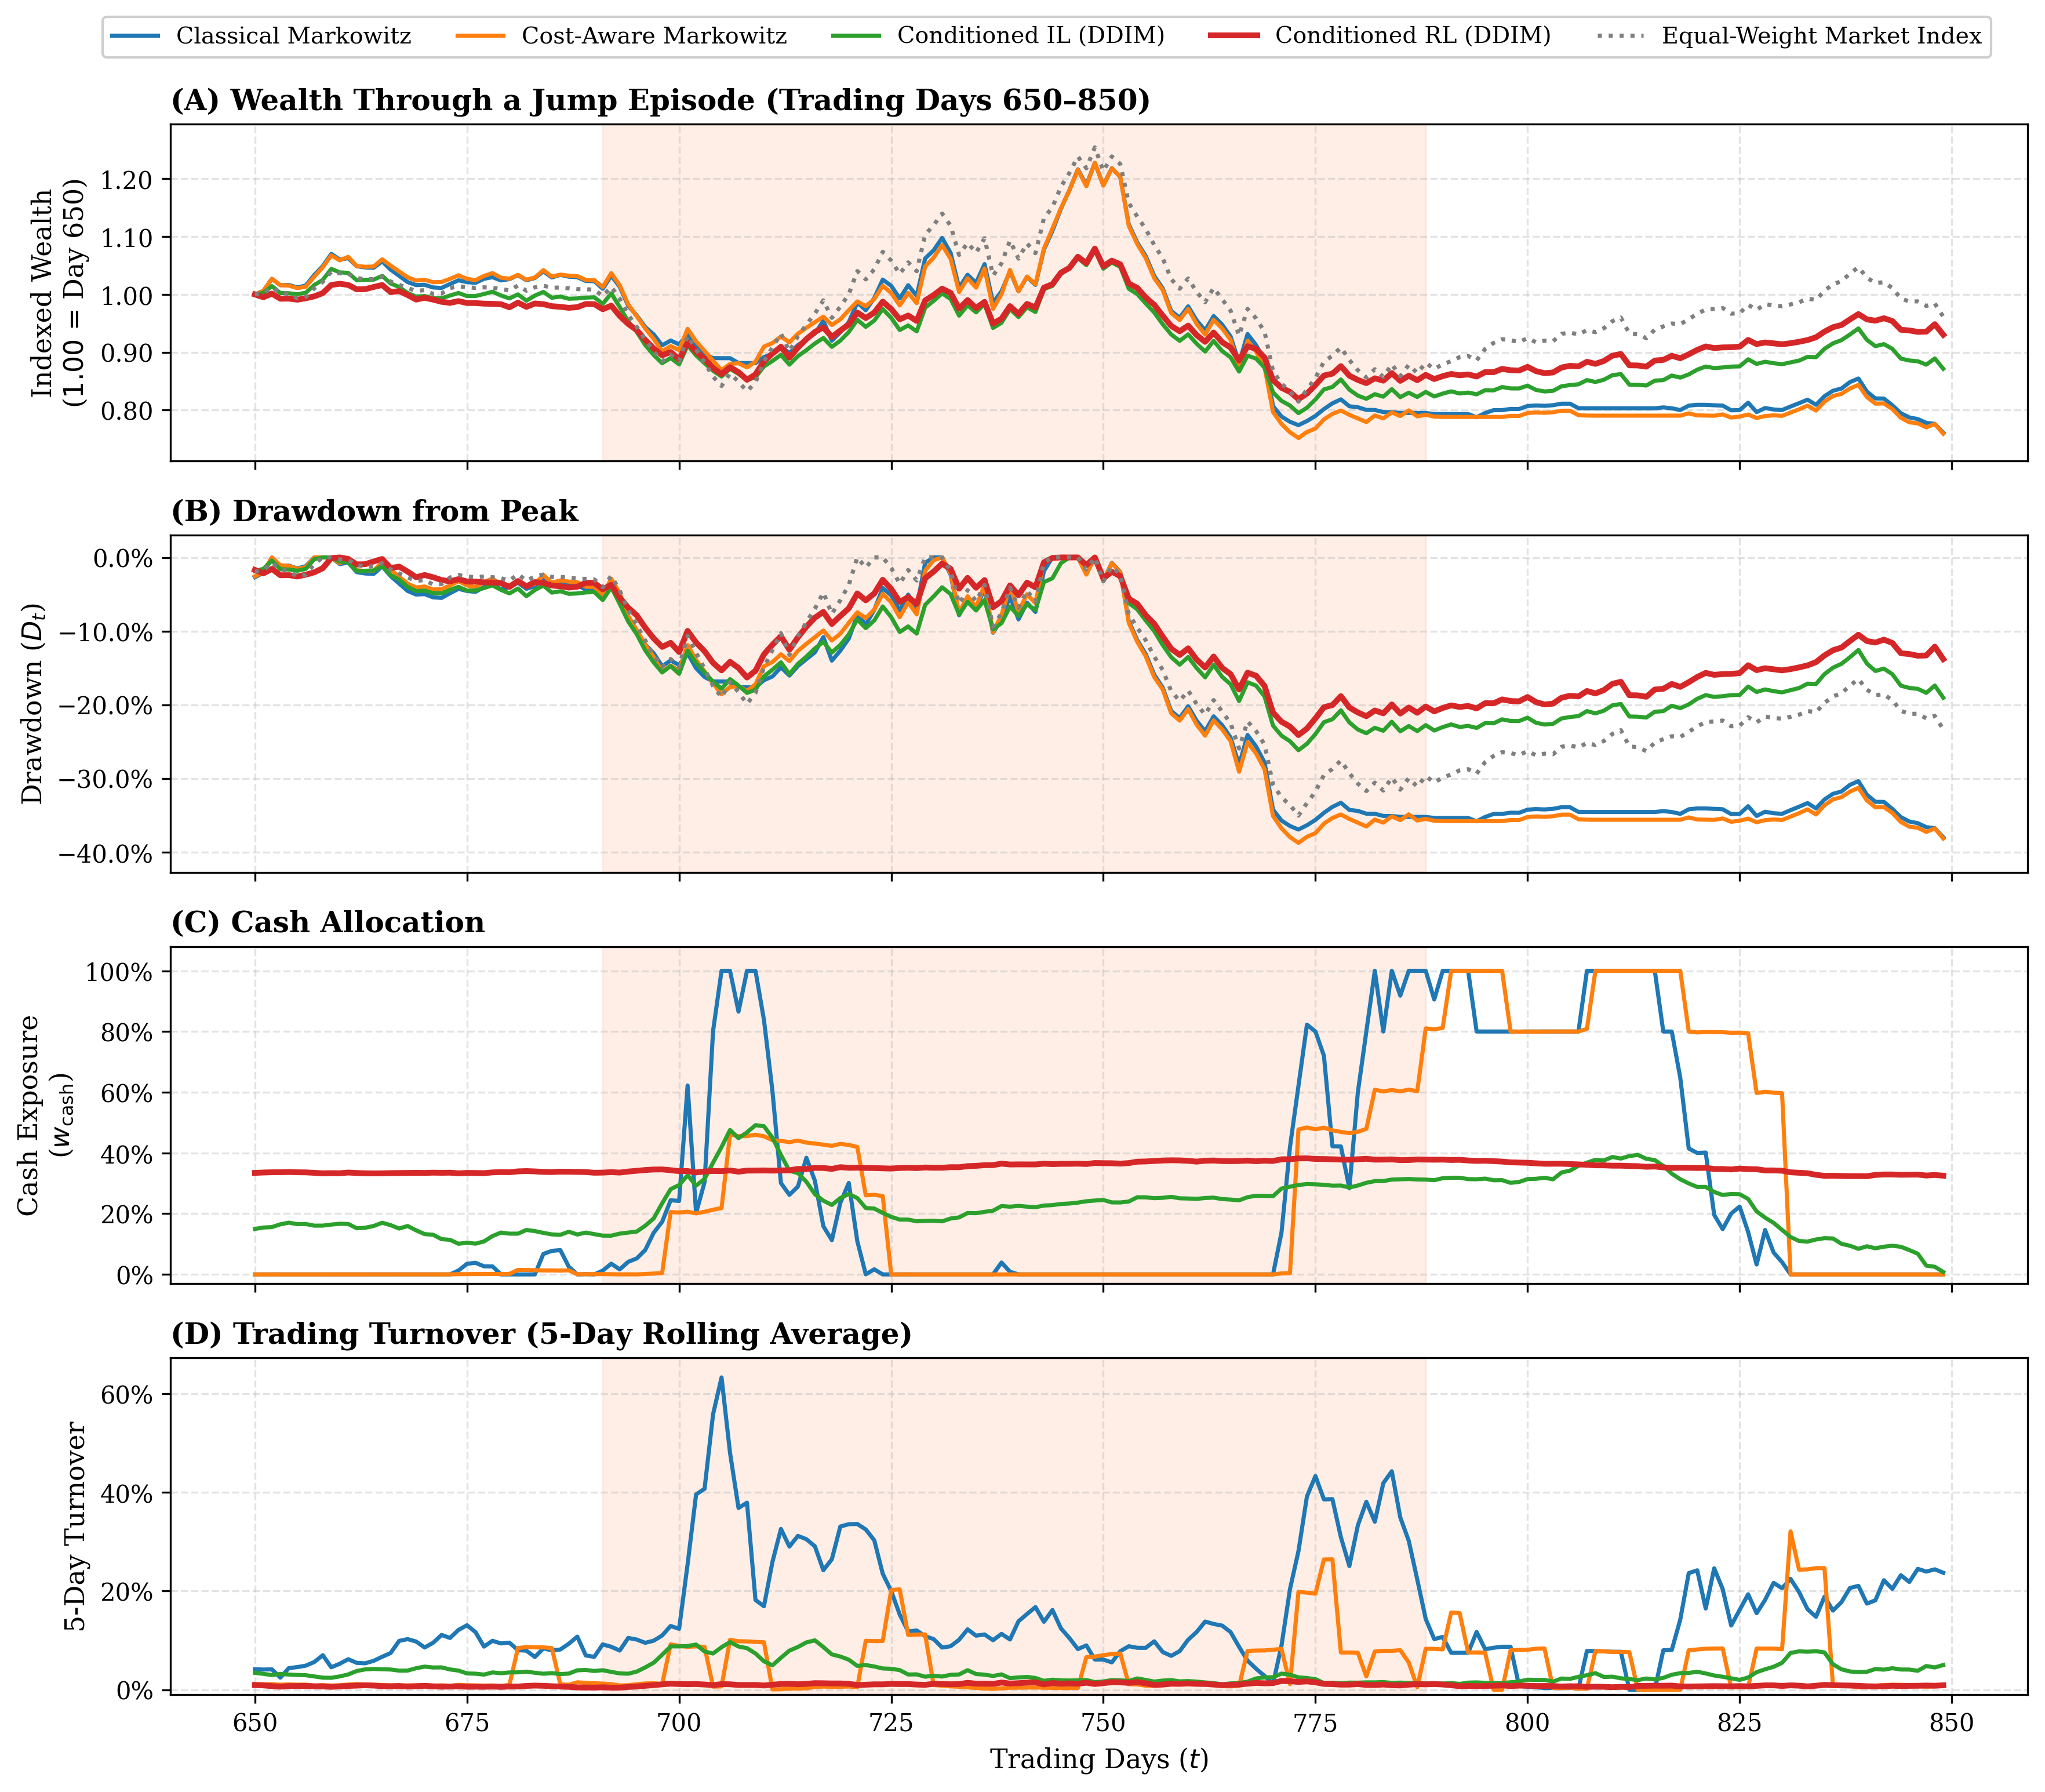 Classical Markowitz Cost-Aware Markowitz Conditioned IL (DDIM) Conditioned RL (DDIM) Equal-Weight Market Index
(A) Wealth Through a Jump Episode (Trading Days 650–850)
Indexed Wealth
(1.00 = Day 650)
1.20
1.10
1.00
0.90
0.80
(B) Drawdown from Peak
Drawdown (Dₜ)
0.0%
−10.0%
−20.0%
−30.0%
−40.0%
(C) Cash Allocation
Cash Exposure
(w_cash)
100%
80%
60%
40%
20%
0%
(D) Trading Turnover (5-Day Rolling Average)
5-Day Turnover
60%
40%
20%
0%
650 675 700 725 750 775 800 825 850
Trading Days (t)